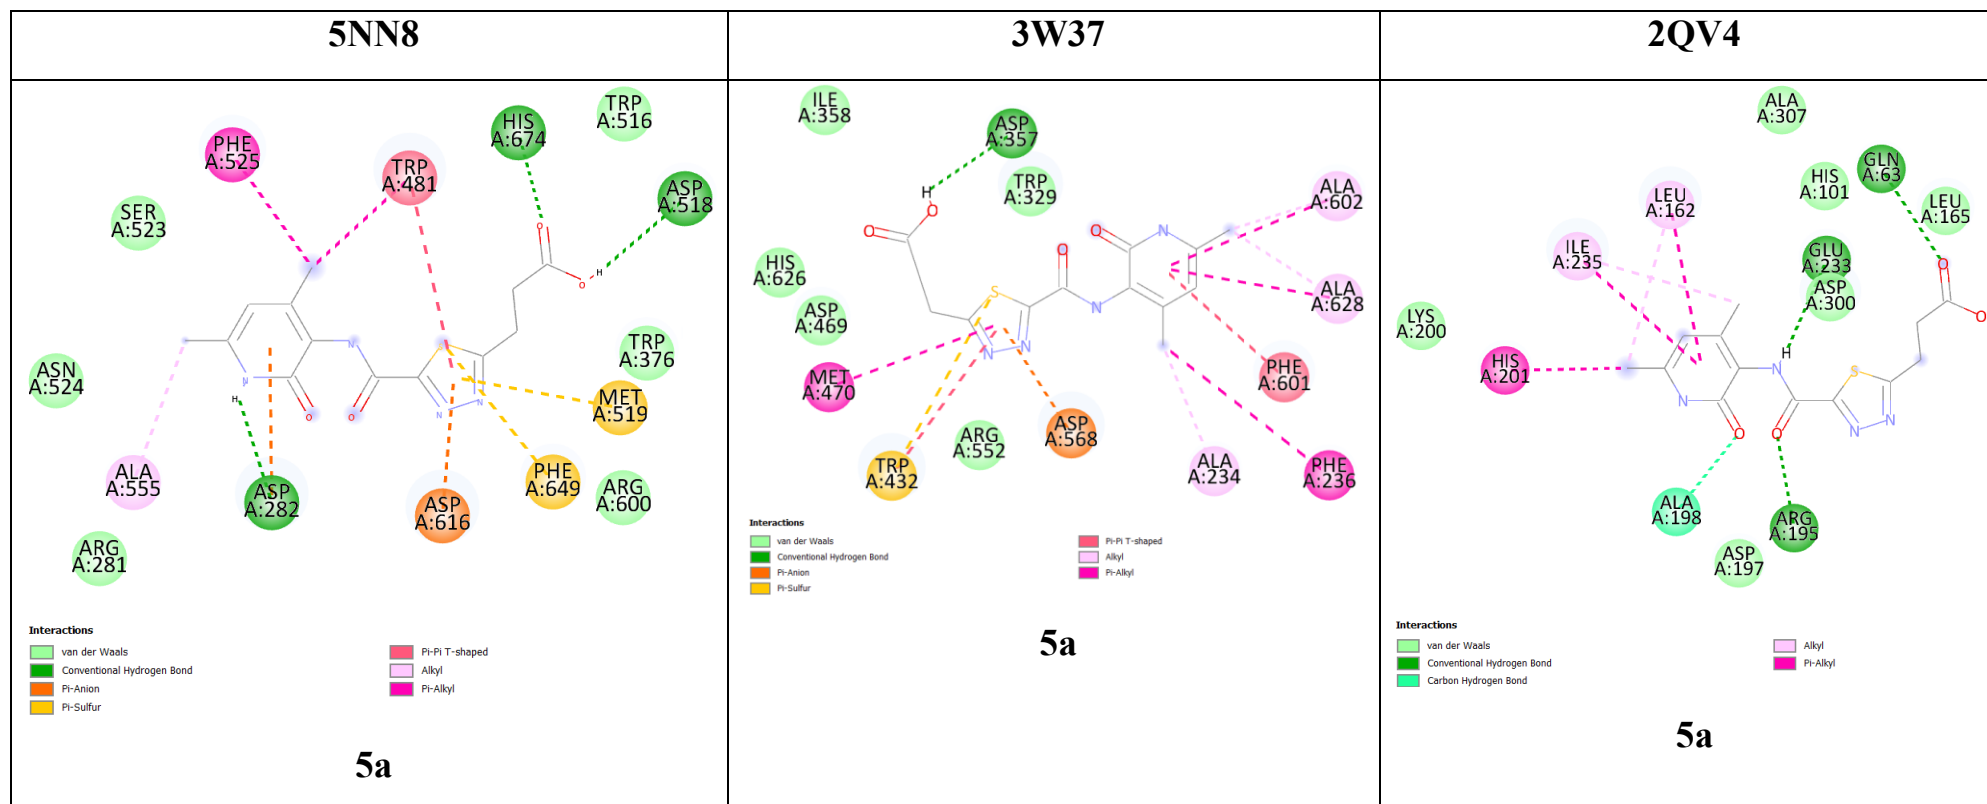 5NN8
3W37
2QV4
TRP
A:516
HIS
A:674
PHE
A:525
TRP
A:481
ASP
A:518
SER
A:523
O
O
H
TRP
A:376
S
N
N
N
N
H
O
O
ASN
A:524
MET
A:519
ALA
A:555
ASP
A:282
ASP
A:616
PHE
A:649
ARG
A:600
ARG
A:281
Interactions
van der Waals
Conventional Hydrogen Bond
Pi-Anion
Pi-Sulfur
Pi-Pi T-shaped
Alkyl
Pi-Alkyl
5a
ILE
A:358
ASP
A:357
TRP
A:329
ALA
A:602
H
O
O
O
O
N
N
S
N
N
HIS
A:626
ASP
A:469
ALA
A:628
MET
A:470
PHE
A:601
ARG
A:552
ASP
A:568
TRP
A:432
ALA
A:234
PHE
A:236
Interactions
van der Waals
Conventional Hydrogen Bond
Pi-Anion
Pi-Sulfur
Pi-Pi T-shaped
Alkyl
Pi-Alkyl
5a
ALA
A:307
GLN
A:63
HIS
A:101
LEU
A:165
LEU
A:162
ILE
A:235
GLU
A:233
ASP
A:300
LYS
A:200
HIS
A:201
O
O
H
N
S
N
N
N
O
O
ALA
A:198
ARG
A:195
ASP
A:197
Interactions
van der Waals
Conventional Hydrogen Bond
Carbon Hydrogen Bond
Alkyl
Pi-Alkyl
5a